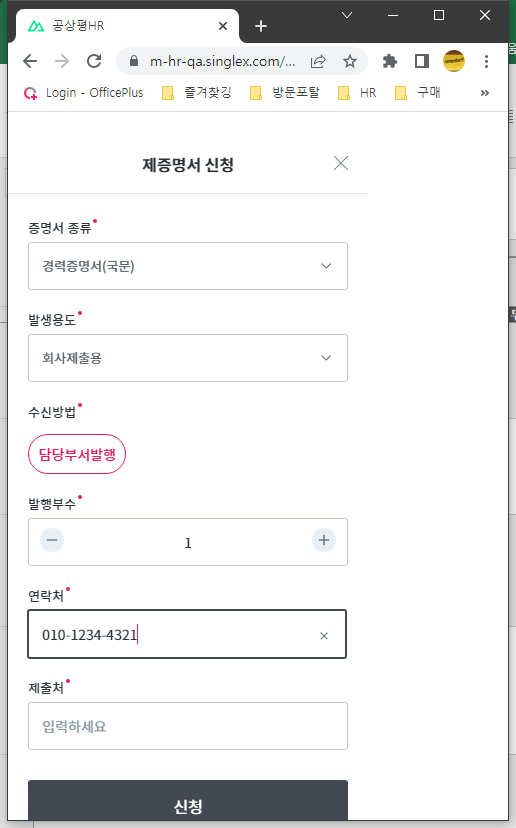 공상평HR
m-hr-qa.singlex.com/...
Login - OfficePlus 즐겨찾깅 방문포탈 HR 구매 »
제증명서 신청
증명서 종류
경력증명서(국문)
발생용도
회사제출용
수신방법
담당부서발행
발행부수
1
연락처
010-1234-4321
제출처
입력하세요
신청